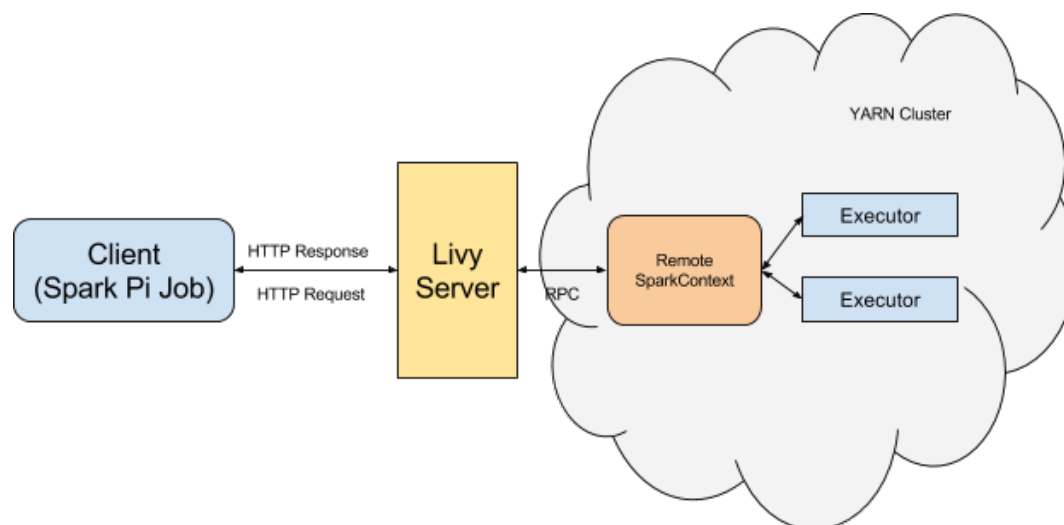 YARN Cluster
Client
(Spark Pi Job)
HTTP Response
HTTP Request
Livy
Server
RPC
Remote
SparkContext
Executor
Executor